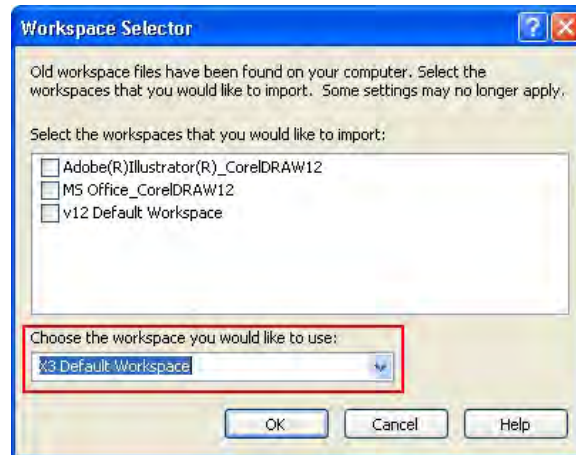 Workspace Selector
Old workspace files have been found on your computer. Select the
workspaces that you would like to import. Some settings may no longer apply.
Select the workspaces that you would like to import:
Adobe(R)Illustrator(R)_CorelDRAW12
MS Office_CorelDRAW12
v12 Default Workspace
Choose the workspace you would like to use:
X3 Default Workspace
OK Cancel Help